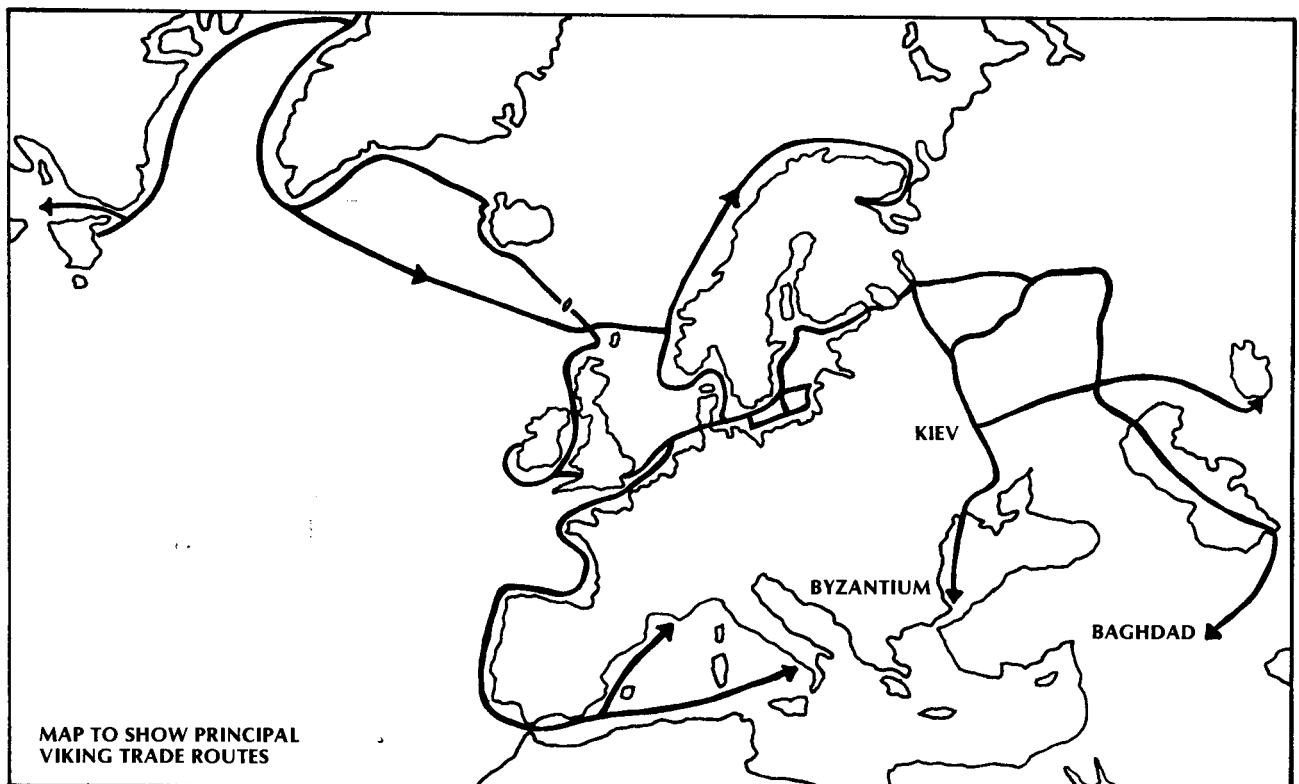 KIEV
BYZANTIUM
BAGHDAD
MAP TO SHOW PRINCIPAL
VIKING TRADE ROUTES